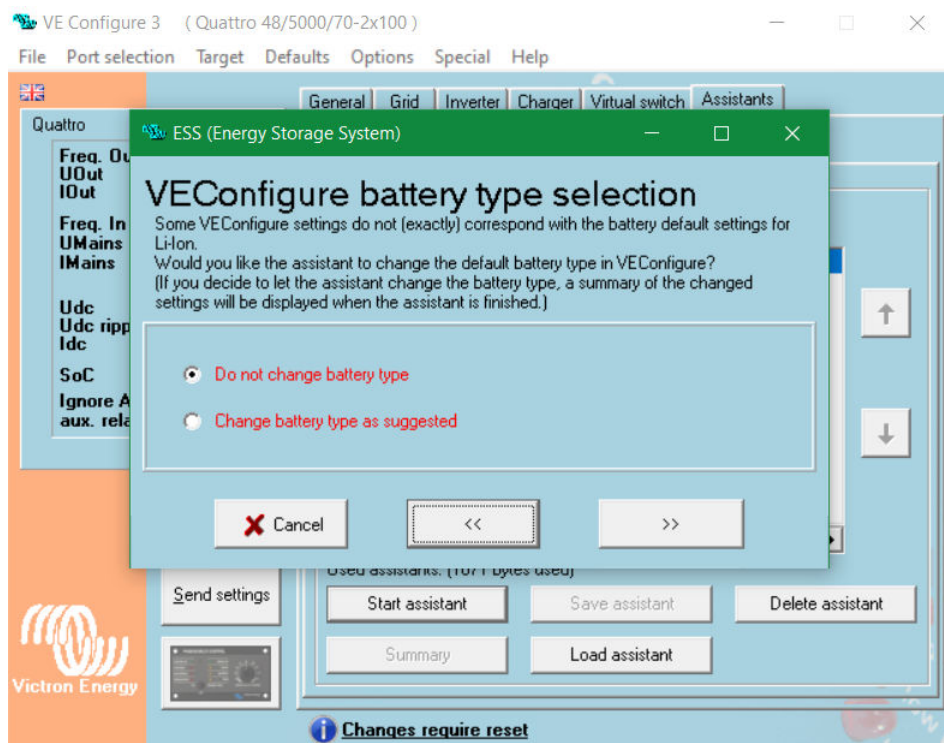 VE Configure 3 ( Quattro 48/5000/70-2x100 )
File Port selection Target Defaults Options Special Help
General Grid Inverter Charger Virtual switch Assistants
Quattro
ESS (Energy Storage System)
Freq.
UOut
IOut
Freq. In
UMains
IMains
Udc
Udc ripp
Idc
SoC
Ignore A
aux. rela
VEConfigure battery type selection
Some VEConfigure settings do not (exactly) correspond with the battery default settings for
Li-Ion.
Would you like the assistant to change the default battery type in VEConfigure?
(If you decide to let the assistant change the battery type, a summary of the changed
settings will be displayed when the assistant is finished.)
Do not change battery type
Change battery type as suggested
Cancel
<<
>>
Used assistants: (1071 bytes used)
Send settings
Start assistant
Save assistant
Delete assistant
Summary
Load assistant
Victron Energy
Changes require reset